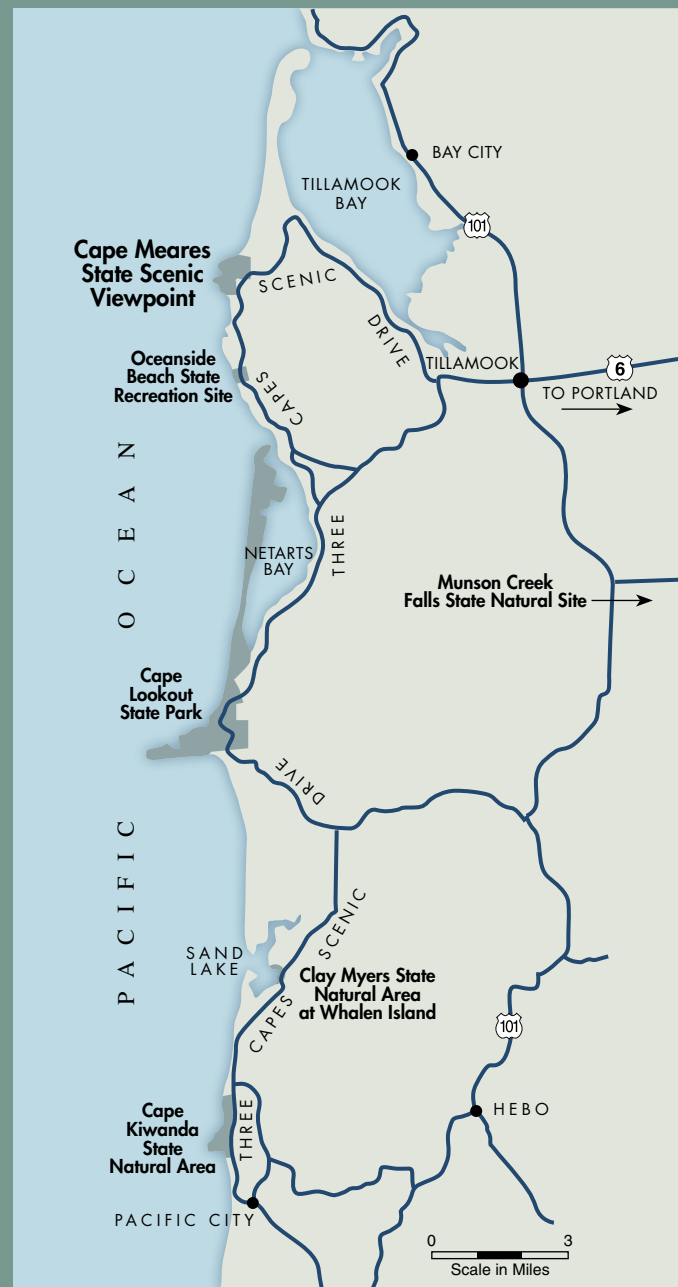 BAY CITY
TILLAMOOK
BAY
101
Cape Meares
State Scenic
Viewpoint
SCENIC
DRIVE
Oceanside
Beach State
Recreation Site
TILLAMOOK
6
TO PORTLAND
CAPES
OCEAN
THREE
NETARTS
BAY
Munson Creek
Falls State Natural Site
Cape
Lookout
State Park
DRIVE
PACIFIC
SCENIC
SAND
LAKE
Clay Myers State
Natural Area
at Whalen Island
CAPES
101
Cape
Kiwanda
State
Natural Area
THREE
HEBO
PACIFIC CITY
0 3
Scale in Miles